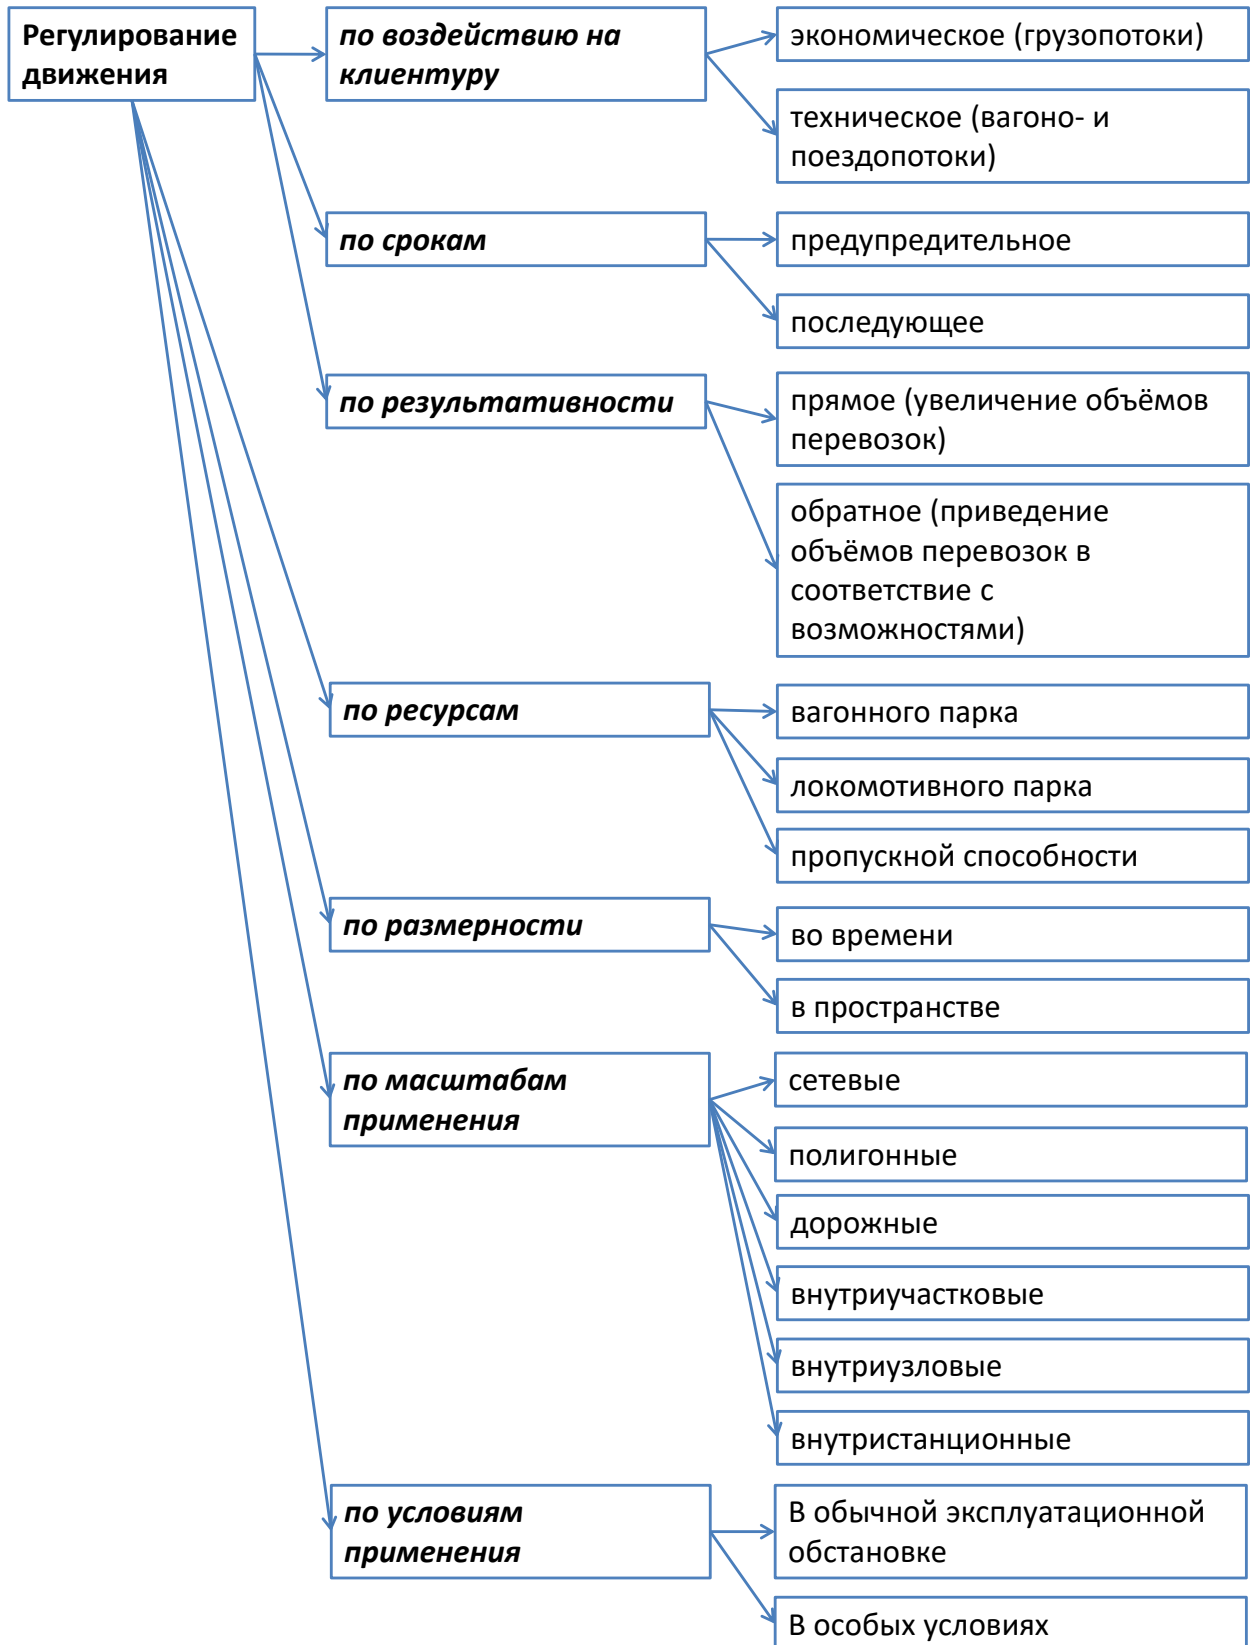 Регулирование
движения
по воздействию на
клиентуру
экономическое (грузопотоки)
техническое (вагоно- и
поездопотоки)
по срокам
предупредительное
последующее
по результативности
прямое (увеличение объёмов
перевозок)
обратное (приведение
объёмов перевозок в
соответствие с
возможностями)
по ресурсам
вагонного парка
локомотивного парка
пропускной способности
по размерности
во времени
в пространстве
по масштабам
применения
сетевые
полигонные
дорожные
внутриучастковые
внутриузловые
внутристанционные
по условиям
применения
В обычной эксплуатационной
обстановке
В особых условиях